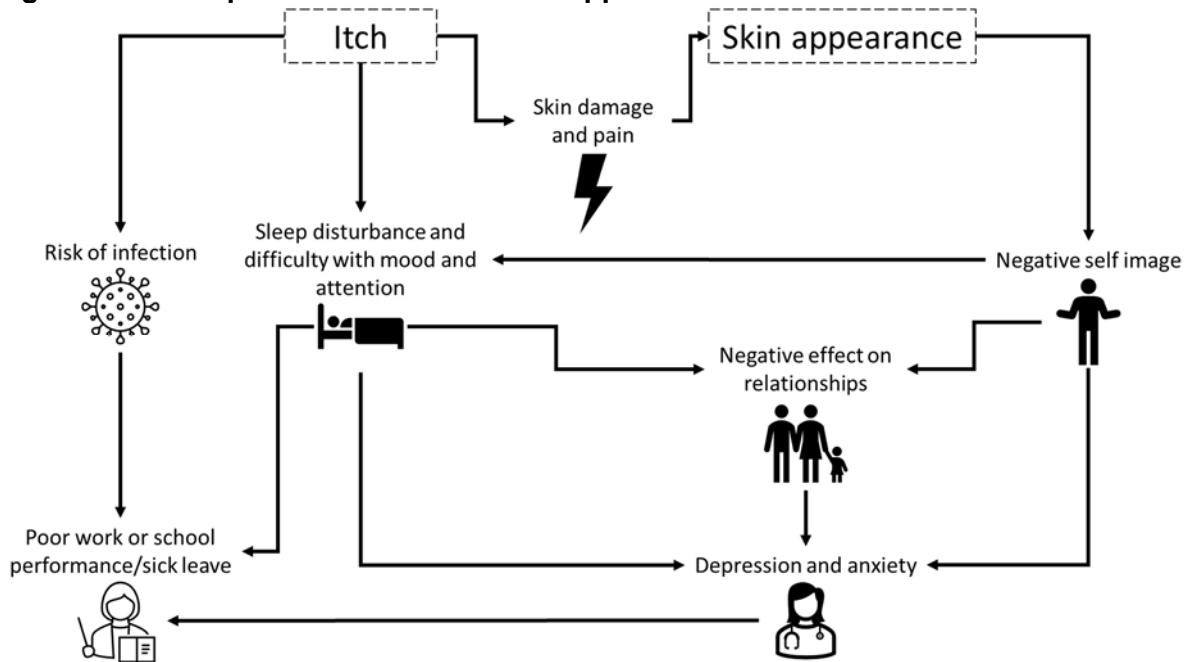 Itch
Skin appearance
Skin damage
and pain
Risk of infection
Sleep disturbance and
difficulty with mood and
attention
Negative self image
Negative effect on
relationships
Poor work or school
performance/sick leave
Depression and anxiety